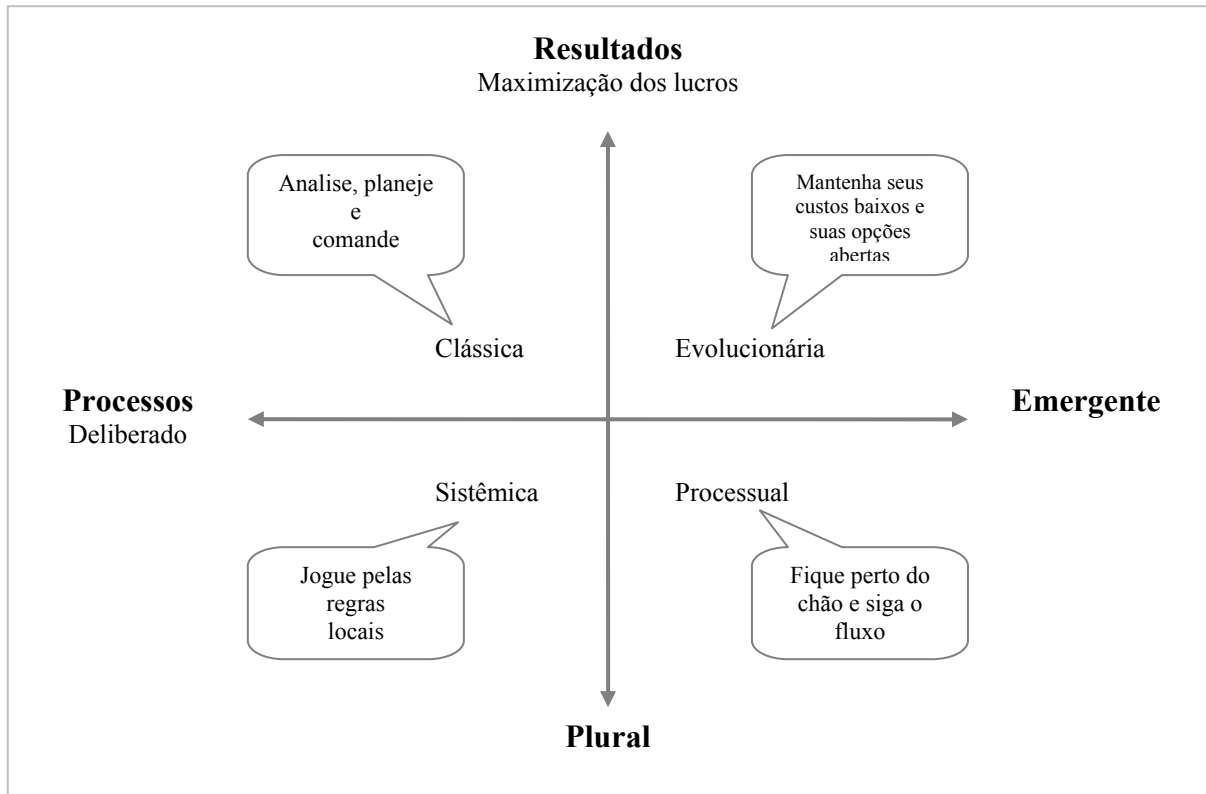 Resultados
Maximização dos lucros
Analise, planeje
e
comande
Mantenha seus
custos baixos e
suas opções
abertas
Clássica
Evolucionária
Processos
Deliberado
Emergente
Sistêmica
Processual
Jogue pelas
regras
locais
Fique perto do
chão e siga o
fluxo
Plural